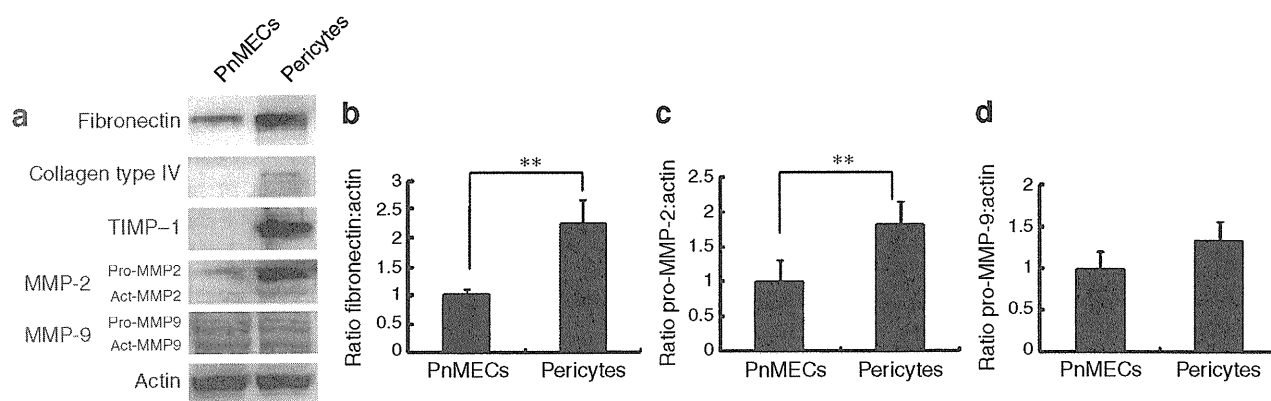 PnMECs
Pericytes
a
Fibronectin
Collagen type IV
TIMP–1
MMP-2
Pro-MMP2
Act-MMP2
MMP-9
Pro-MMP9
Act-MMP9
Actin
b
**
Ratio fibronectin:actin
3
2.5
2
1.5
1
0.5
0
PnMECs
Pericytes
c
**
Ratio pro-MMP-2:actin
2.5
2
1.5
1
0.5
0
PnMECs
Pericytes
d
Ratio pro-MMP-9:actin
2
1.5
1
0.5
0
PnMECs
Pericytes